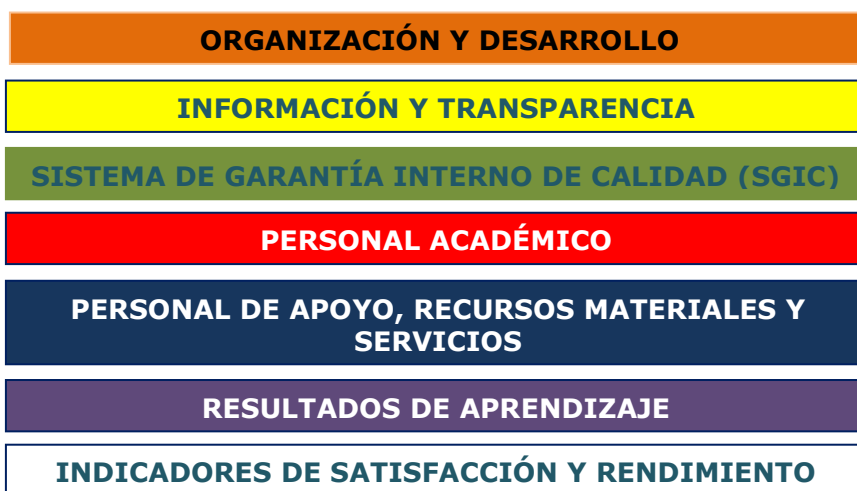 ORGANIZACIÓN Y DESARROLLO
INFORMACIÓN Y TRANSPARENCIA
SISTEMA DE GARANTÍA INTERNO DE CALIDAD (SGIC)
PERSONAL ACADÉMICO
PERSONAL DE APOYO, RECURSOS MATERIALES Y
SERVICIOS
RESULTADOS DE APRENDIZAJE
INDICADORES DE SATISFACCIÓN Y RENDIMIENTO